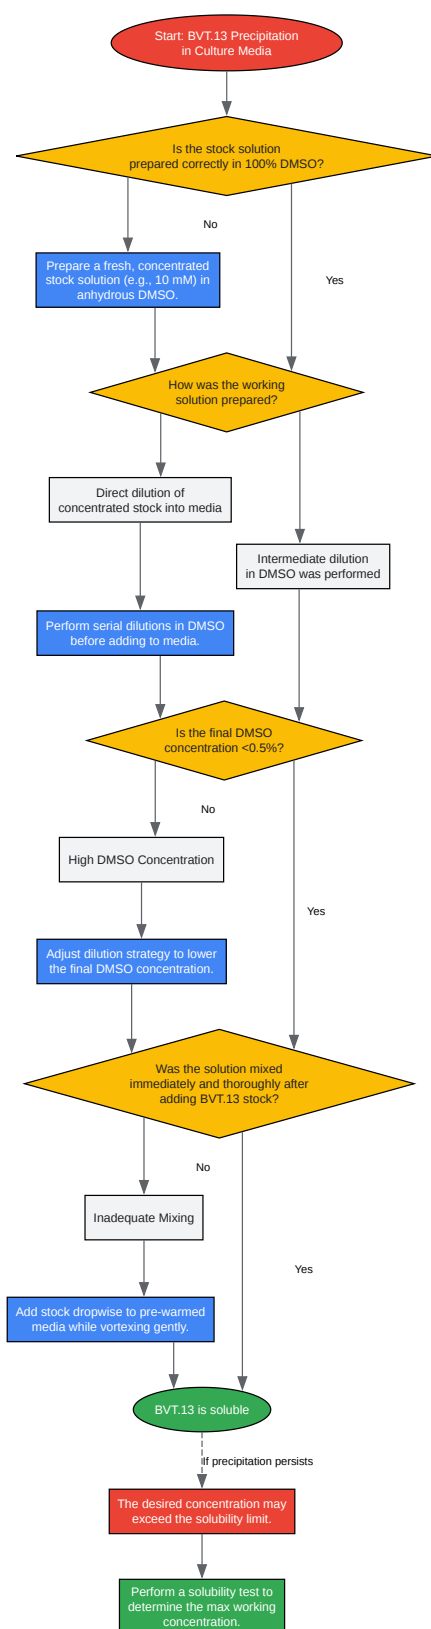 Start: BVT.13 Precipitation
in Culture Media
Is the stock solution
prepared correctly in 100% DMSO?
No
Yes
Prepare a fresh, concentrated
stock solution (e.g., 10 mM) in
anhydrous DMSO.
How was the working
solution prepared?
Direct dilution of
concentrated stock into media
Intermediate dilution
in DMSO was performed
Perform serial dilutions in DMSO
before adding to media.
Is the final DMSO
concentration <0.5%?
No
High DMSO Concentration
Yes
Adjust dilution strategy to lower
the final DMSO concentration.
Was the solution mixed
immediately and thoroughly after
adding BVT.13 stock?
No
Inadequate Mixing
Yes
Add stock dropwise to pre-warmed
media while vortexing gently.
BVT.13 is soluble
If precipitation persists
The desired concentration may
exceed the solubility limit.
Perform a solubility test to
determine the max working
concentration.